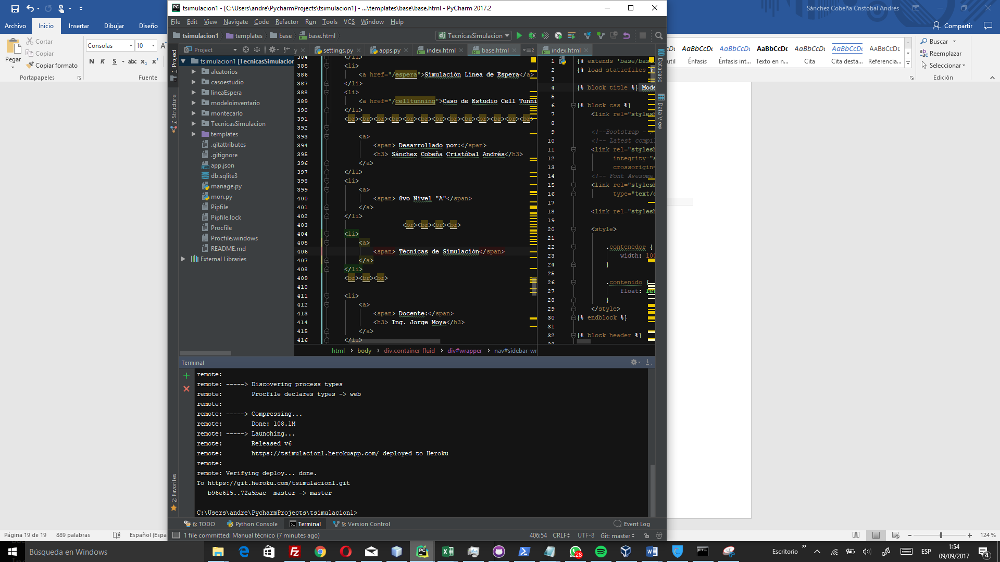 tsimulacion1 - [C:\Users\andre\PycharmProjects\tsimulacion1] - ...\templates\base\base.html - PyCharm 2017.2
Sánchez Cobeña Cristóbal Andrés
Archivo Inicio Insertar Dibujar Diseño
File Edit View Navigate Code Refactor Run Tools VCS Window Help
Compartir
tsimulacion1 templates base base.html
TecnicasSimulacion
Cortar
Copiar
Copiar formato
Pegar
Portapapeles
Consolas 10
N K S abc x₂ x²
Fuente
AaBbCcDc AaBbCcDc AaBbCcDc AaBbCcDc AaBbCcDc AABBCCDE
Énfasis Énfasis int... Texto en n... Cita Cita desta... Referencia...
Buscar
Reemplazar
Seleccionar
Edición
1: Project
7: Structure
2: Favorites
Project
tsimulacion1 [TecnicasSimulacion
aleatorios
casoestudio
lineaEspera
modeloinventario
montecarlo
TecnicasSimulacion
templates
.gitattributes
.gitignore
app.json
db.sqlite3
manage.py
mon.py
Pipfile
Pipfile.lock
Procfile
Procfile.windows
README.md
External Libraries
settings.py apps.py index.html base.html
384 </li>
385 <li>
386 <a href="/espera">Simulación Linea de Espera</a>
387 </li>
388 <li>
389 <a href="/celltunning">Caso de Estudio Cell Tunni
390 </li>
391 <br><br><br><br><br><br><br><br><br><br><br><br><br>
392
393 <a>
394 <span> Desarrollado por:</span>
395 <h3> Sánchez Cobeña Cristóbal Andrés</h3>
396 </a>
397 </li>
398 <li>
399 <a>
400 <span> 8vo Nivel "A"</span>
401 </a>
402 </li>
403 <br><br><br><br>
404 <li>
405 <a>
406 <span> Técnicas de Simulación</span>
407 </a>
408 </li>
409 <br><br><br>
410
411 <li>
412 <a>
413 <span> Docente:</span>
414 <h3> Ing. Jorge Moya</h3>
415 </a>
416 </li>
html body div.container-fluid div#wrapper nav#sidebar-wr
index.html
1 {% extends 'base/bas
2 {% load staticfiles %
3
4 {% block title %} Mode
5
6 {% block css %}
7 <link rel="stylesh
8
9 <!--Bootstrap --
10 <!-- Latest compil
11 <link rel="stylesh
12 integrity="s
13 crossorigin=
14 <!-- Font Avesome
15 <link rel="stylesh
16 type="text/c
17
18 <link rel="stylesh
19
20 <style>
21
22 .contenedor {
23 width: 100
24 }
25
26 .contenido {
27 float: lef
28 }
29 </style>
30 {% endblock %}
31
32 {% block header %}
Database
Data View
Terminal
remote:
remote: -----> Discovering process types
remote: Procfile declares types -> web
remote:
remote: -----> Compressing...
remote: Done: 108.1M
remote: -----> Launching...
remote: Released v6
remote: https://tsimulacion1.herokuapp.com/ deployed to Heroku
remote:
remote: Verifying deploy... done.
To https://git.heroku.com/tsimulacion1.git
b96e615..72a5bac master -> master
C:\Users\andre\PycharmProjects\tsimulacion1>
6: TODO Python Console Terminal 9: Version Control Event Log
1 file committed: Manual técnico (7 minutes ago) 406:54 CRLF UTF-8 Git: master
Página 19 de 19 889 palabras Español (Espa
124 %
Búsqueda en Windows
28
Escritorio
ESP
1:54
09/09/2017
4